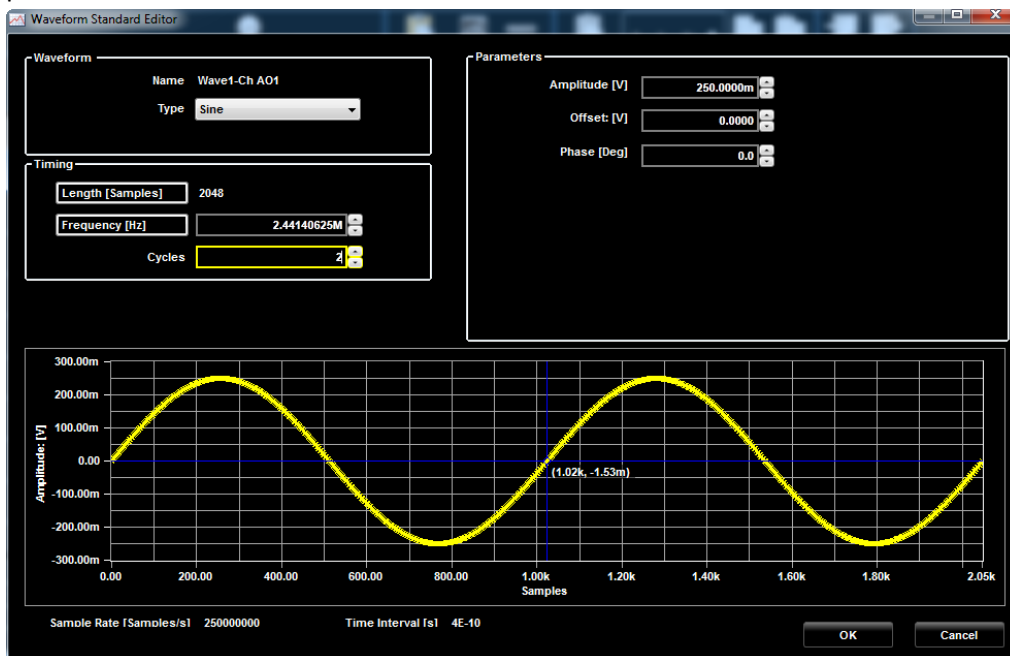 Waveform Standard Editor
Waveform
Name Wave1-Ch AO1
Type Sine
Timing
Length [Samples] 2048
Frequency [Hz] 2.44140625M
Cycles 2
Parameters
Amplitude [V] 250.0000m
Offset: [V] 0.0000
Phase [Deg] 0.0
300.00m
200.00m
100.00m
0.00
-100.00m
-200.00m
-300.00m
Amplitude: [V]
(1.02k, -1.53m)
0.00 200.00 400.00 600.00 800.00 1.00k 1.20k 1.40k 1.60k 1.80k 2.05k
Samples
Sample Rate [Samples/s] 250000000 Time Interval [s] 4E-10
OK Cancel